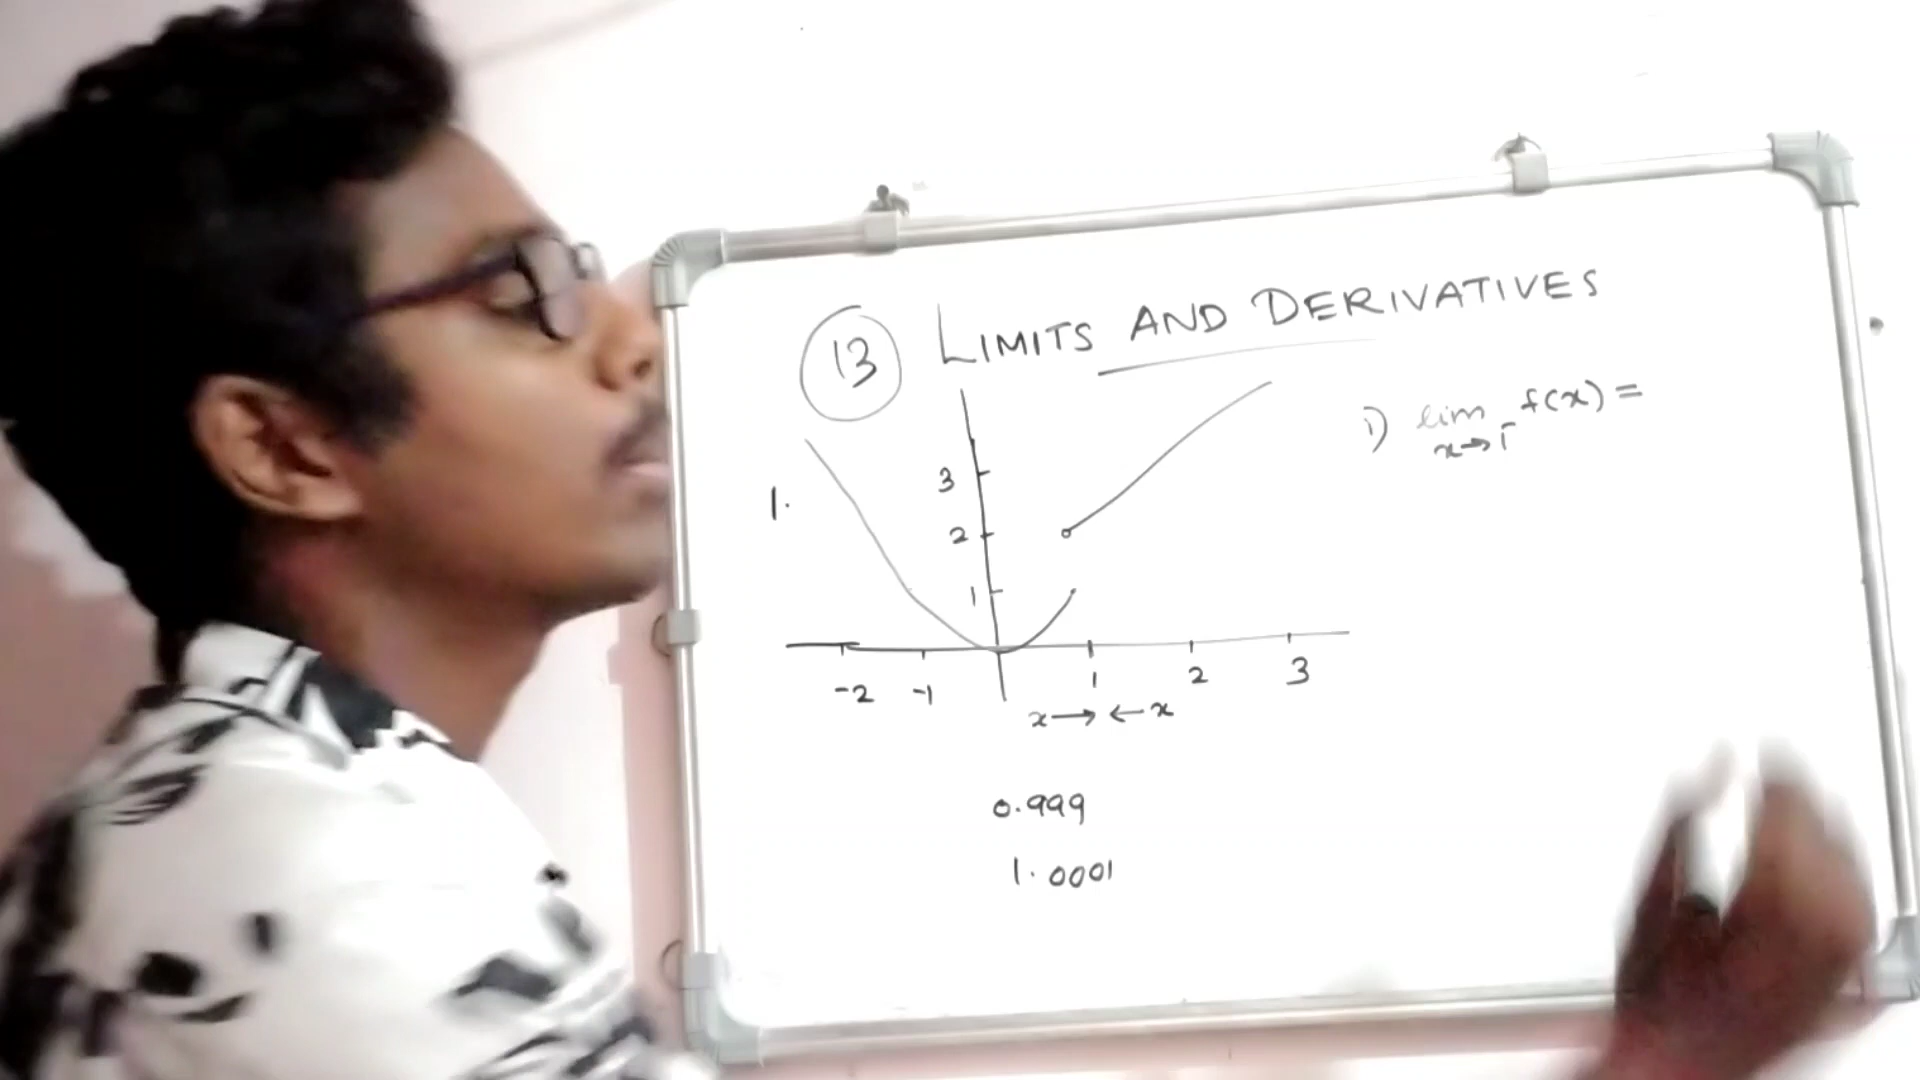 13 LIMITS AND DERIVATIVES
i) lim f(x) =
x→1⁻
1.
3
2
1
-2 -1 1 2 3
x→ ←x
0.999
1.0001